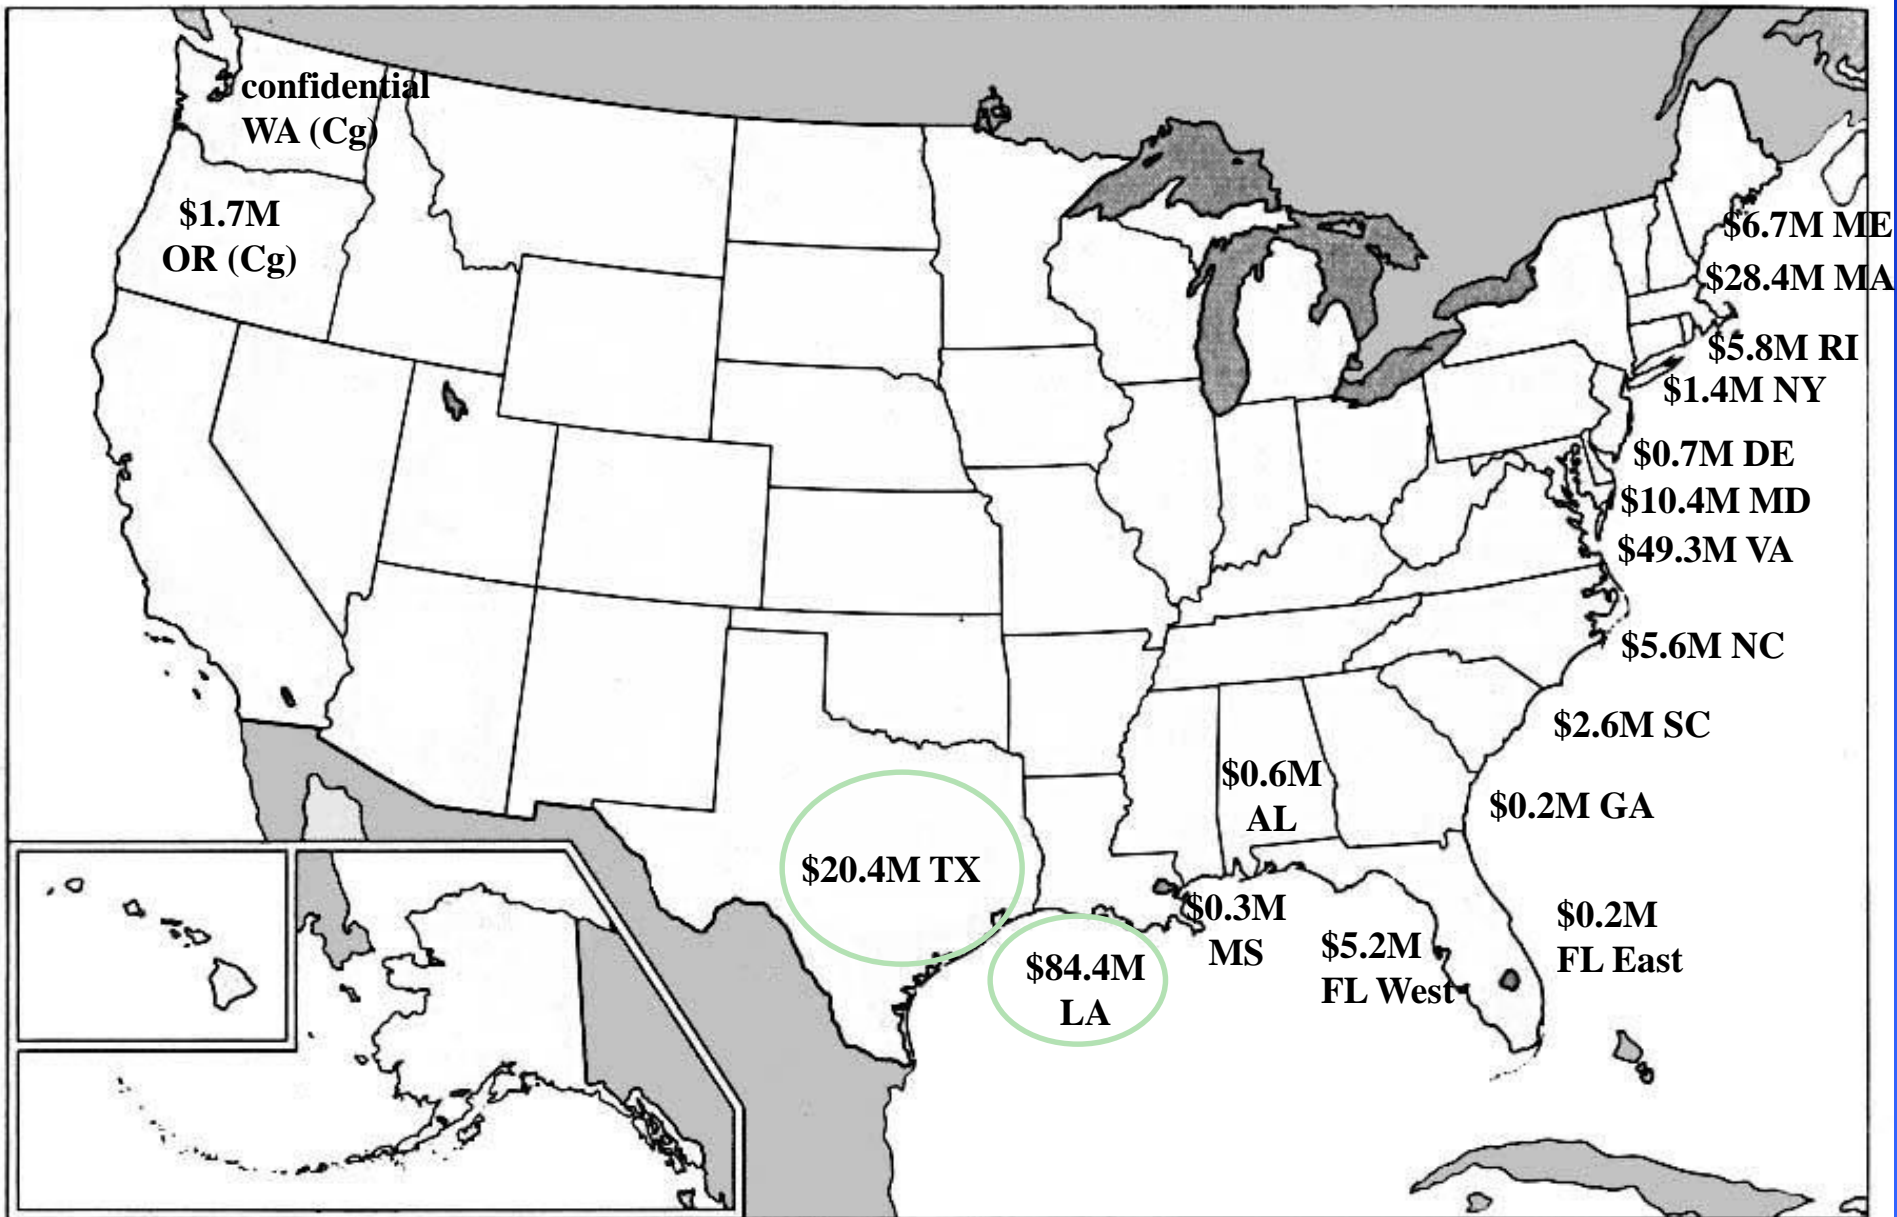 confidential
WA (Cg)
$1.7M
OR (Cg)
$6.7M ME
$28.4M MA
$5.8M RI
$1.4M NY
$0.7M DE
$10.4M MD
$49.3M VA
$5.6M NC
$2.6M SC
$0.6M
AL
$0.2M GA
$20.4M TX
$84.4M
LA
$0.3M
MS
$5.2M
FL West
$0.2M
FL East